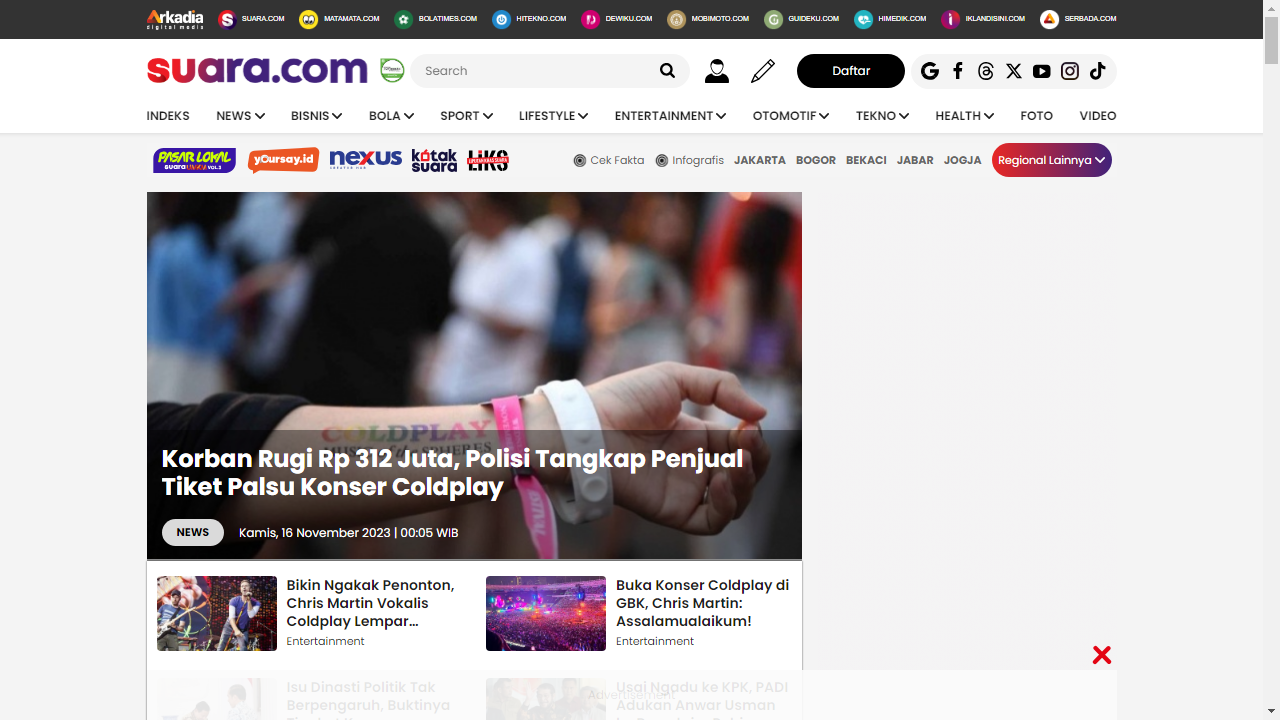 Arkadia
digital media
SUARA.COM
MATAMATA.COM
BOLATIMES.COM
HITEKNO.COM
DEWIKU.COM
MOBIMOTO.COM
GUIDEKU.COM
HIMEDIK.COM
IKLANDISINI.COM
SERBADA.COM
suara.com
Search
Daftar
INDEKS
NEWS
BISNIS
BOLA
SPORT
LIFESTYLE
ENTERTAINMENT
OTOMOTIF
TEKNO
HEALTH
FOTO
VIDEO
PASAR LOKAL
yoursay.id
nexus
kotak
suara
LIKS
Cek Fakta
Infografis
JAKARTA
BOGOR
BEKACI
JABAR
JOGJA
Regional Lainnya
COLDPLAY
Korban Rugi Rp 312 Juta, Polisi Tangkap Penjual
Tiket Palsu Konser Coldplay
NEWS
Kamis, 16 November 2023 | 00:05 WIB
Bikin Ngakak Penonton,
Chris Martin Vokalis
Coldplay Lempar...
Entertainment
Buka Konser Coldplay di
GBK, Chris Martin:
Assalamualaikum!
Entertainment
Isu Dinasti Politik Tak
Berpengaruh, Buktinya
Advertisement
Usai Ngadu ke KPK, PADI
Adukan Anwar Usman